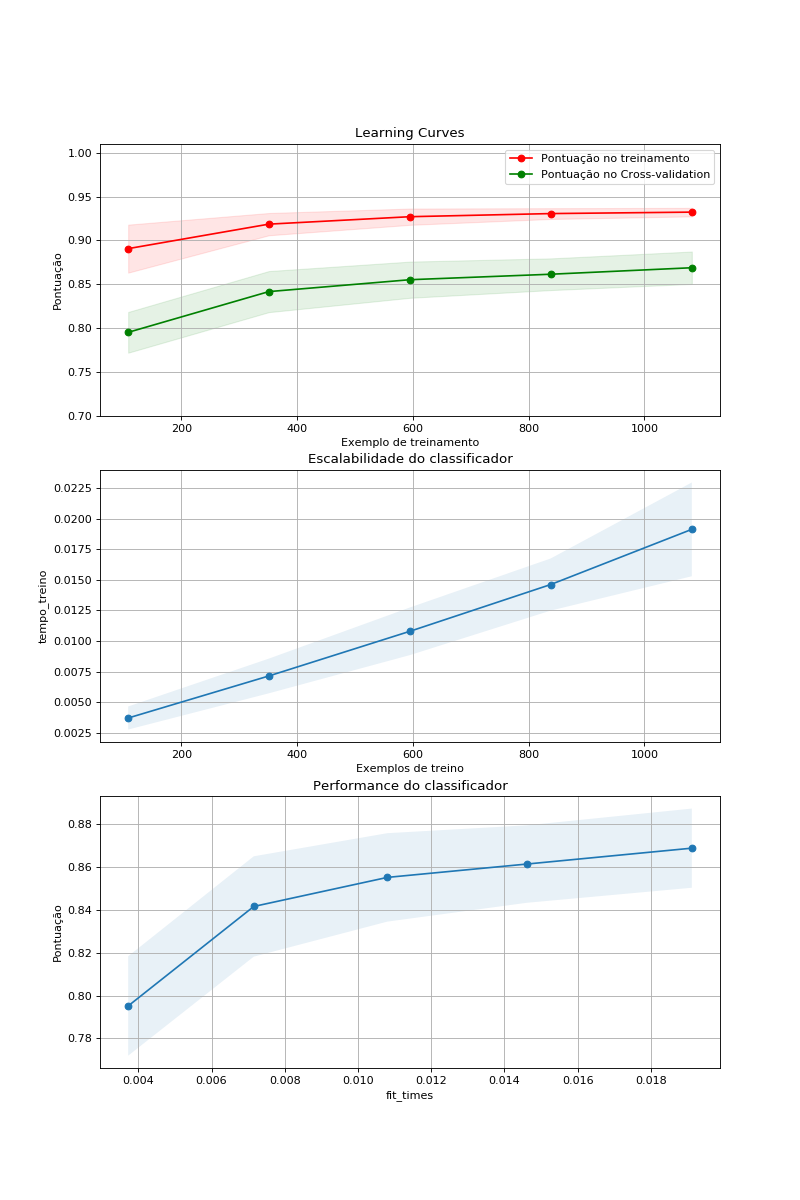 Learning Curves
1.00
0.95
0.90
0.85
0.80
0.75
0.70
Pontuação
Pontuação no treinamento
Pontuação no Cross-validation
200 400 600 800 1000
Exemplo de treinamento
Escalabilidade do classificador
0.0225
0.0200
0.0175
0.0150
0.0125
0.0100
0.0075
0.0050
0.0025
tempo_treino
200 400 600 800 1000
Exemplos de treino
Performance do classificador
0.88
0.86
0.84
0.82
0.80
0.78
Pontuação
0.004 0.006 0.008 0.010 0.012 0.014 0.016 0.018
fit_times